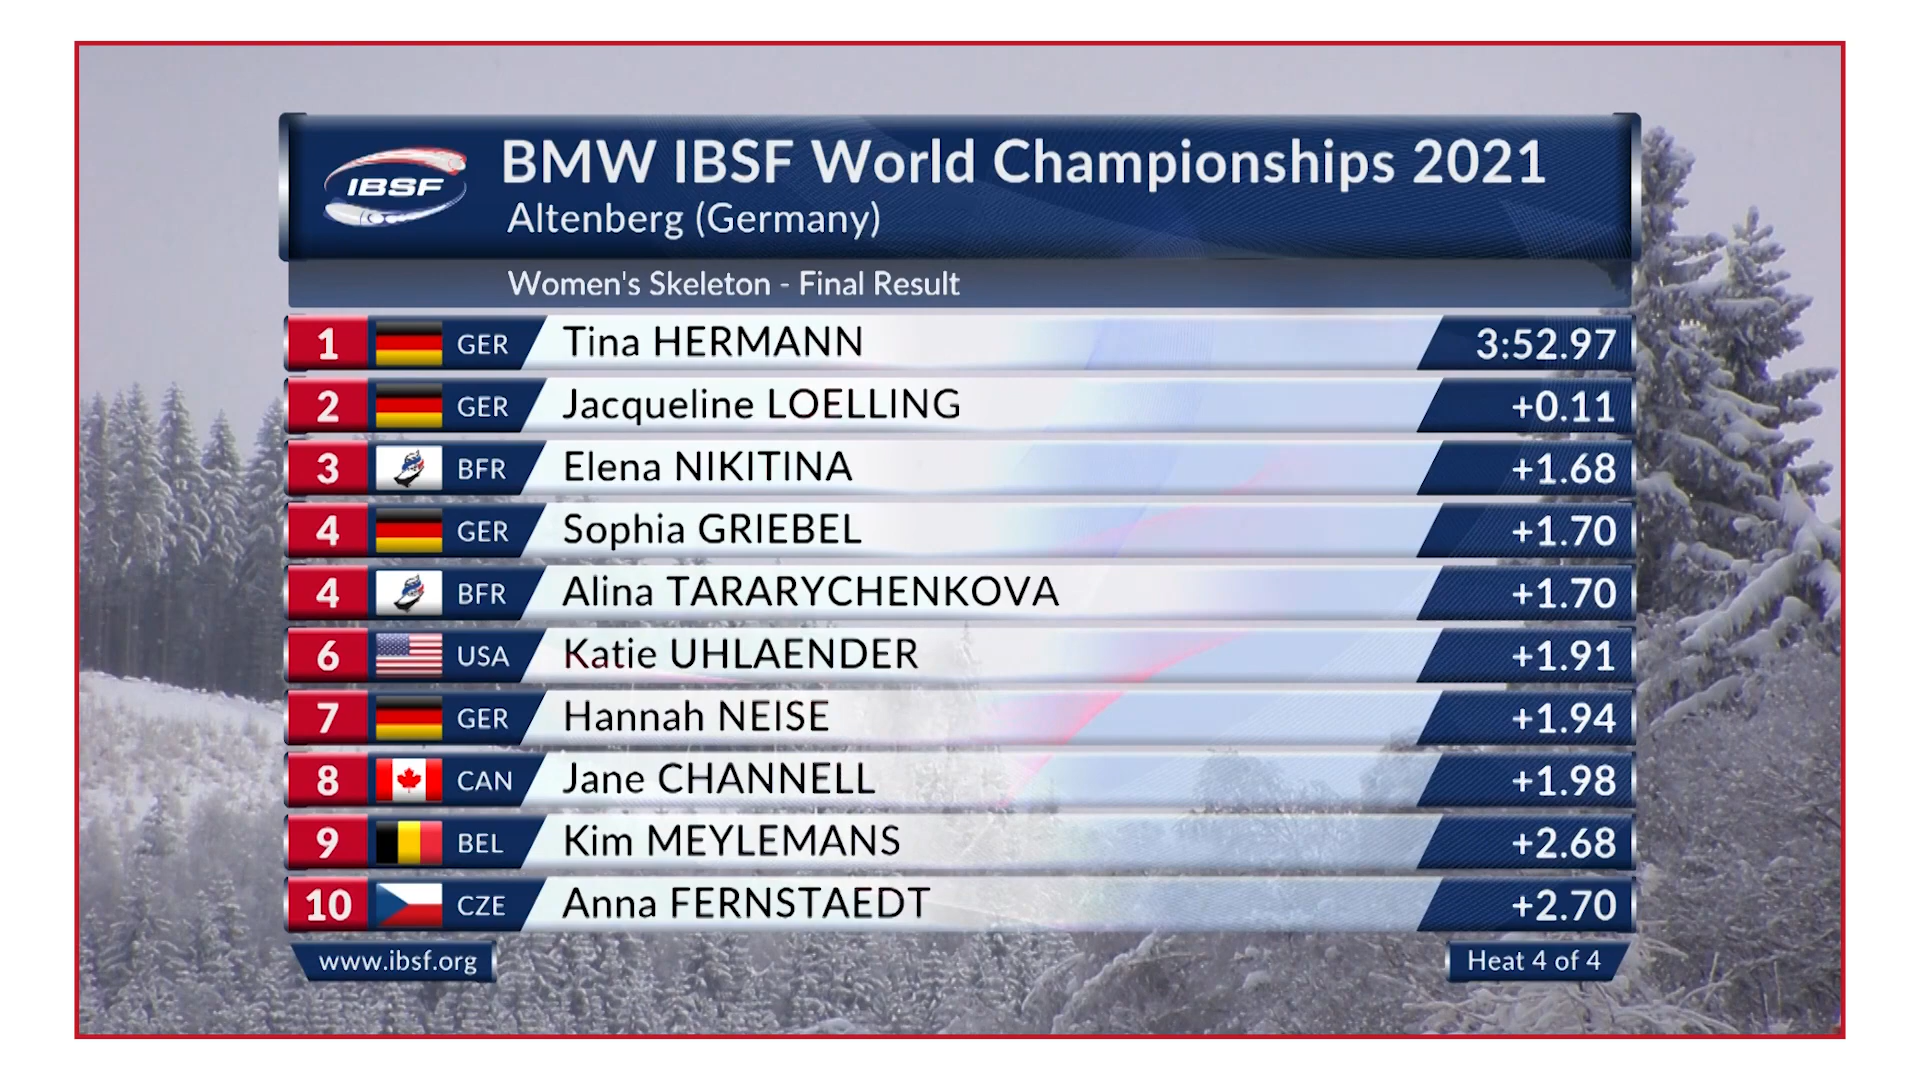 IBSF
BMW IBSF World Championships 2021
Altenberg (Germany)
Women's Skeleton - Final Result
1 GER Tina HERMANN 3:52.97
2 GER Jacqueline LOELLING +0.11
3 BFR Elena NIKITINA +1.68
4 GER Sophia GRIEBEL +1.70
4 BFR Alina TARARYCHENKOVA +1.70
6 USA Katie UHLAENDER +1.91
7 GER Hannah NEISE +1.94
8 CAN Jane CHANNELL +1.98
9 BEL Kim MEYLEMANS +2.68
10 CZE Anna FERNSTAEDT +2.70
www.ibsf.org Heat 4 of 4